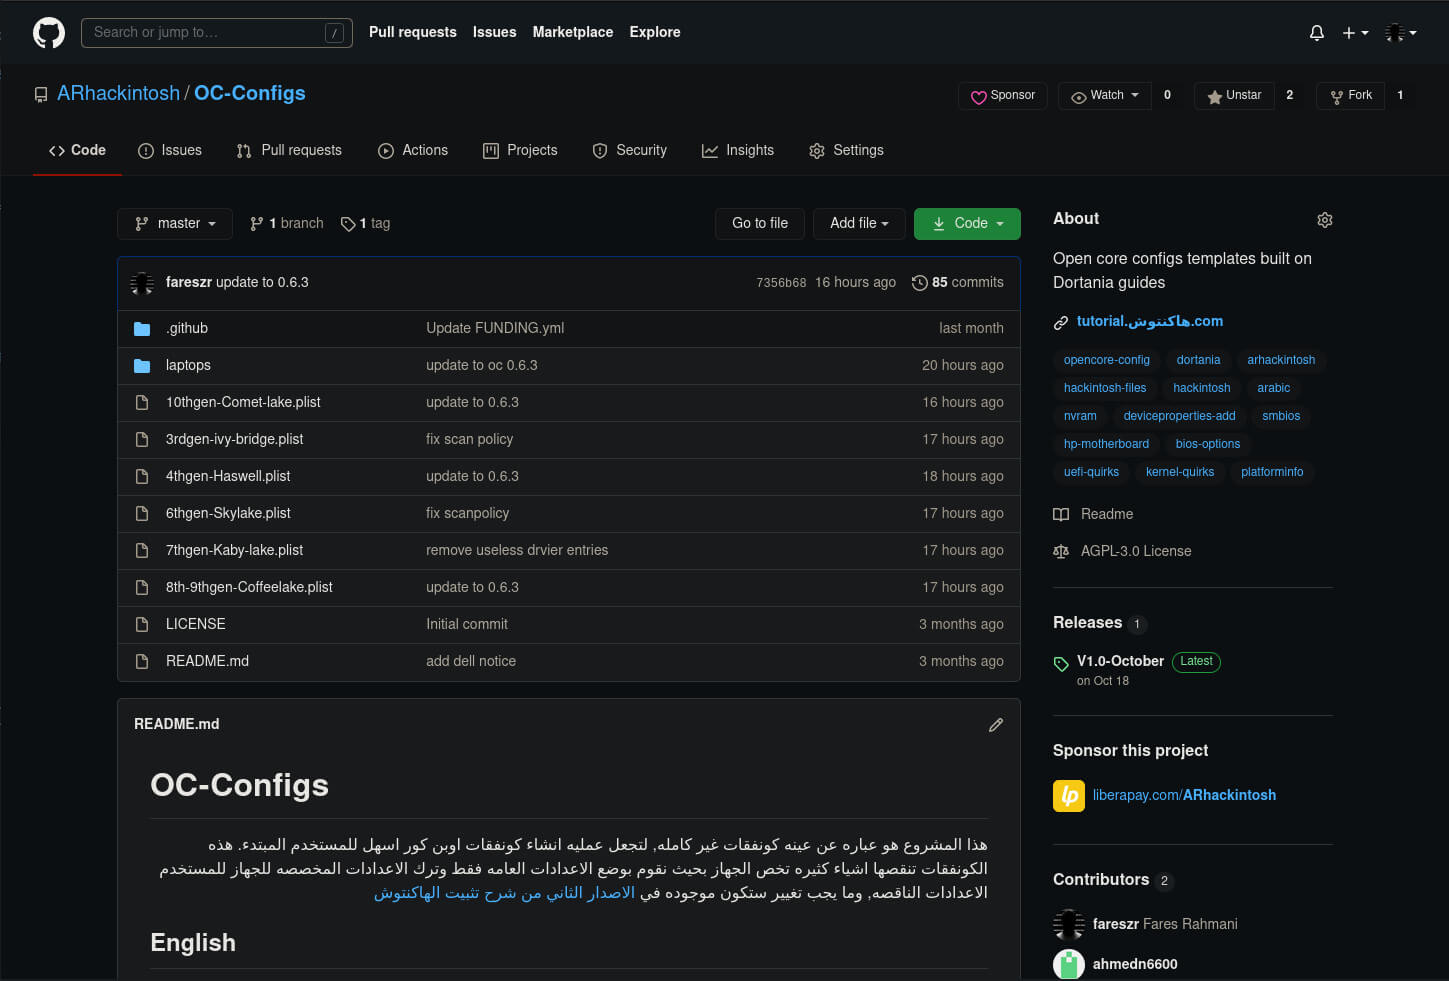 Search or jump to…
/
Pull requests
Issues
Marketplace
Explore
ARhackintosh / OC-Configs
Sponsor
Watch
0
Unstar
2
Fork
1
Code
Issues
Pull requests
Actions
Projects
Security
Insights
Settings
master
1 branch
1 tag
Go to file
Add file
Code
fareszr update to 0.6.3
7356b68 16 hours ago
85 commits
.github Update FUNDING.yml last month
laptops update to oc 0.6.3 20 hours ago
10thgen-Comet-lake.plist update to 0.6.3 16 hours ago
3rdgen-ivy-bridge.plist fix scan policy 17 hours ago
4thgen-Haswell.plist update to 0.6.3 18 hours ago
6thgen-Skylake.plist fix scanpolicy 17 hours ago
7thgen-Kaby-lake.plist remove useless drvier entries 17 hours ago
8th-9thgen-Coffeelake.plist update to 0.6.3 17 hours ago
LICENSE Initial commit 3 months ago
README.md add dell notice 3 months ago
README.md
OC-Configs
هذا المشروع هو عباره عن عينه كونفقات غير كامله, لتجعل عمليه انشاء كونفقات اوبن كور اسهل للمستخدم المبتدء. هذه
الكونفقات تنقصها اشياء كثيره تخص الجهاز بحيث نقوم بوضع الاعدادات العامه فقط وترك الاعدادات المخصصه للجهاز للمستخدم
الاعدادات الناقصه, وما يجب تغيير ستكون موجوده في الاصدار الثاني من شرح تثبيت الهاكنتوش
English
About
Open core configs templates built on
Dortania guides
tutorial.هاكنتوش.com
opencore-config dortania arhackintosh
hackintosh-files hackintosh arabic
nvram deviceproperties-add smbios
hp-motherboard bios-options
uefi-quirks kernel-quirks platforminfo
Readme
AGPL-3.0 License
Releases 1
V1.0-October Latest
on Oct 18
Sponsor this project
lp
liberapay.com/ARhackintosh
Contributors 2
fareszr Fares Rahmani
ahmedn6600